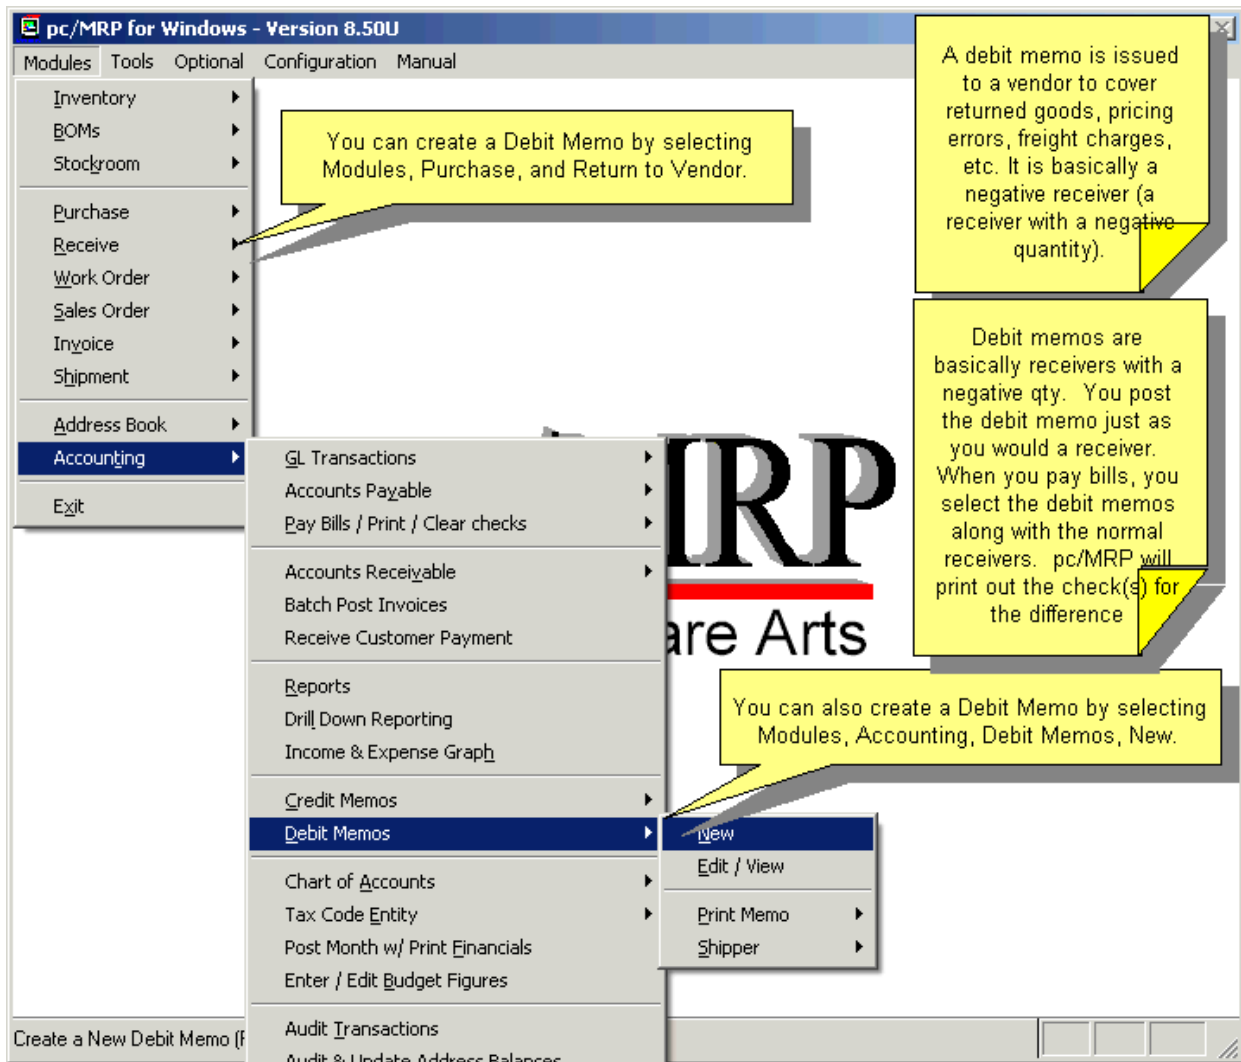 pc/MRP for Windows - Version 8.50U
Modules Tools Optional Configuration Manual
Inventory
BOMs
Stockroom
Purchase
Receive
Work Order
Sales Order
Invoice
Shipment
Address Book
Accounting
Exit
You can create a Debit Memo by selecting
Modules, Purchase, and Return to Vendor.
A debit memo is issued
to a vendor to cover
returned goods, pricing
errors, freight charges,
etc. It is basically a
negative receiver (a
receiver with a negative
quantity).
Debit memos are
basically receivers with a
negative qty. You post
the debit memo just as
you would a receiver.
When you pay bills, you
select the debit memos
along with the normal
receivers. pc/MRP will
print out the check(s) for
the difference
MRP
are Arts
GL Transactions
Accounts Payable
Pay Bills / Print / Clear checks
Accounts Receivable
Batch Post Invoices
Receive Customer Payment
Reports
Drill Down Reporting
Income & Expense Graph
Credit Memos
Debit Memos
Chart of Accounts
Tax Code Entity
Post Month w/ Print Financials
Enter / Edit Budget Figures
Audit Transactions
Audit & Update Address Balances
You can also create a Debit Memo by selecting
Modules, Accounting, Debit Memos, New.
New
Edit / View
Print Memo
Shipper
Create a New Debit Memo (